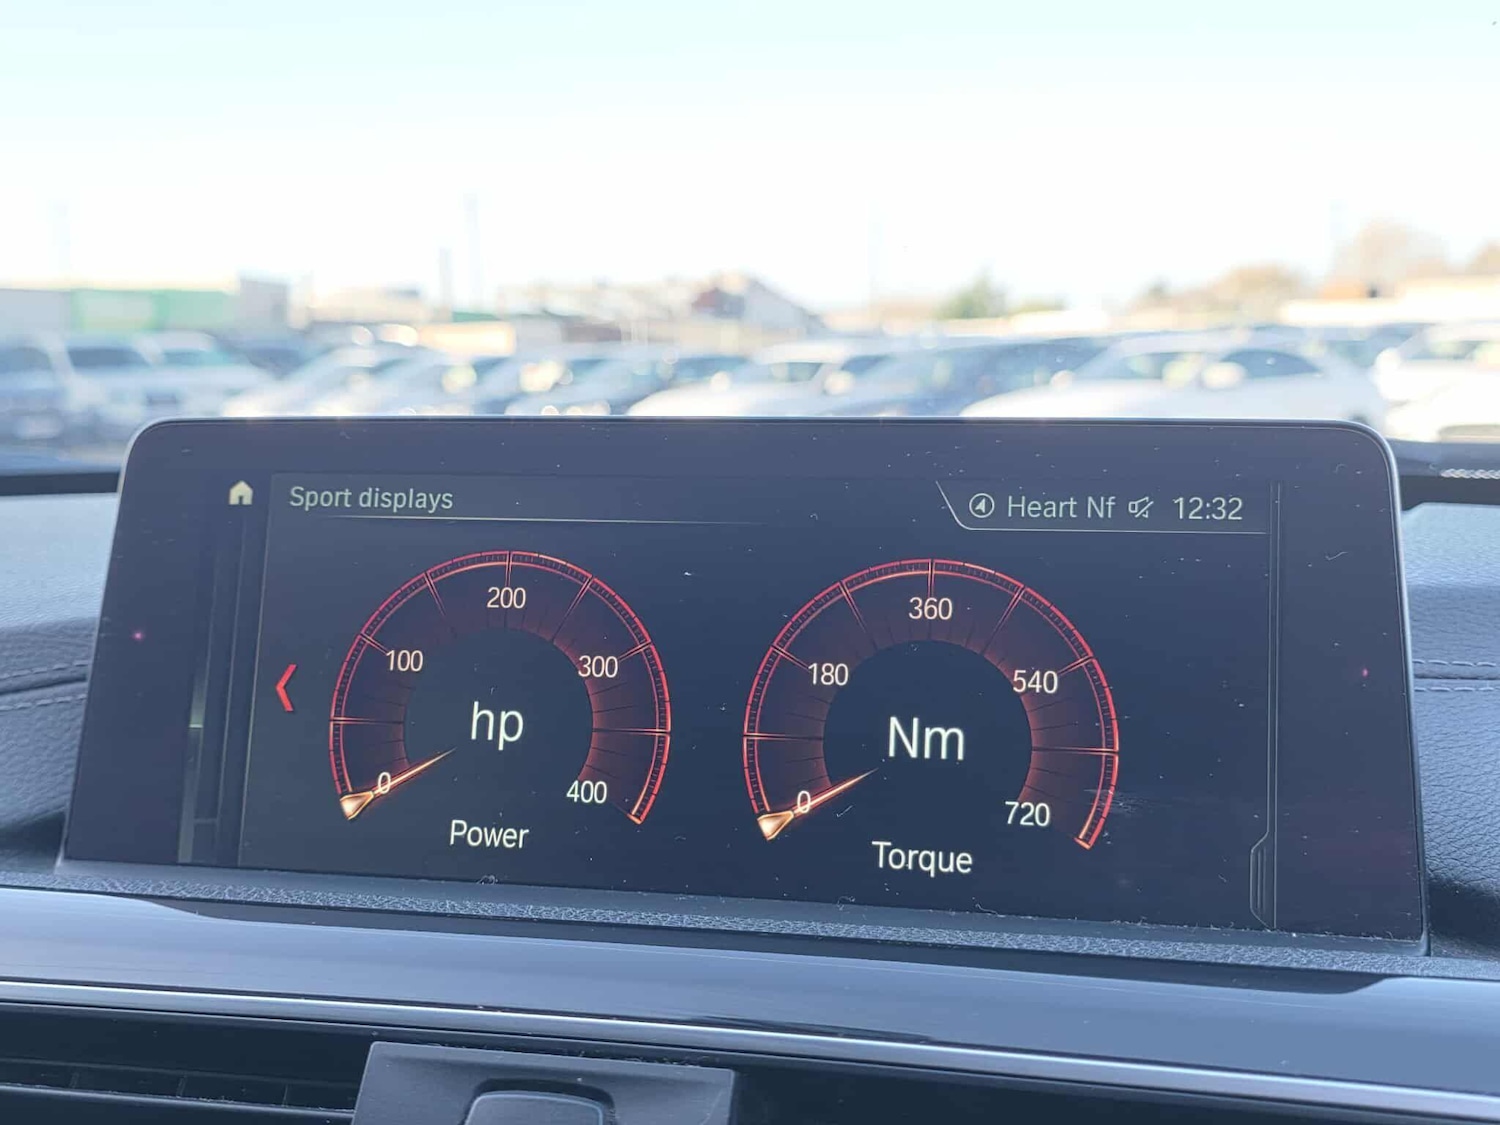 Sport displays
Heart Nf 12:32
200
100
300
hp
0
400
Power
360
180
540
Nm
0
720
Torque